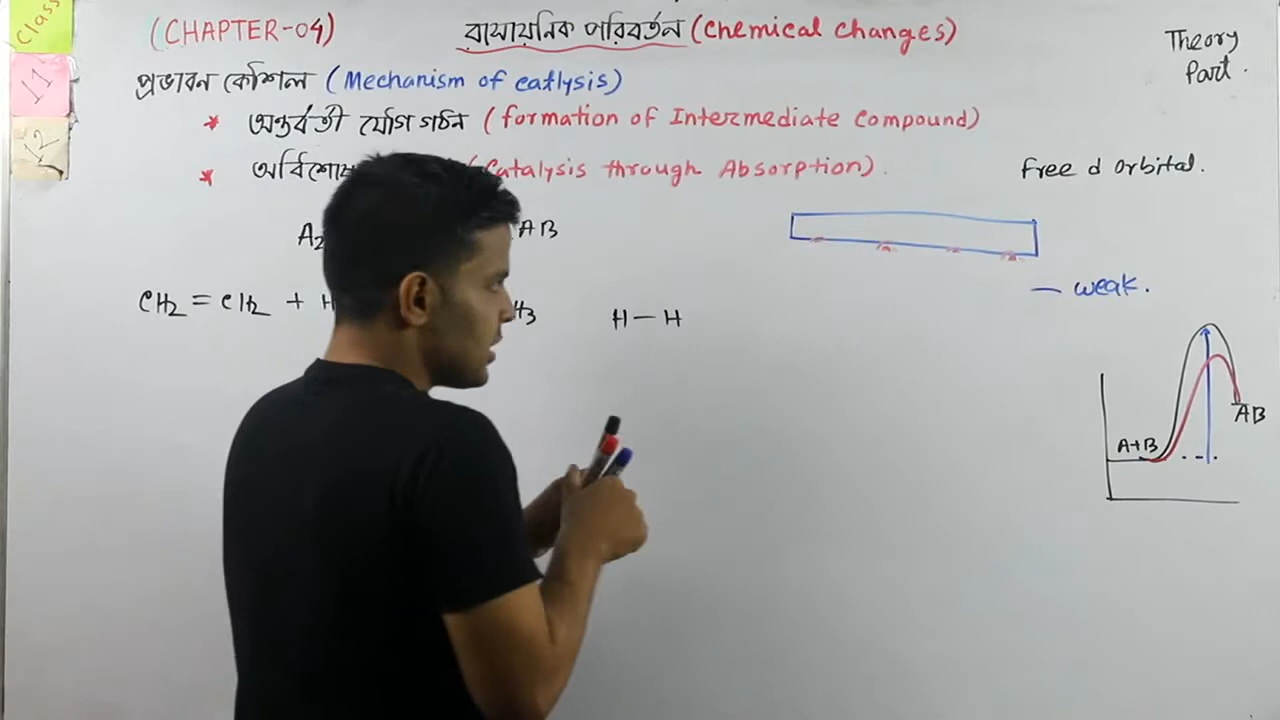 Class
11
12
(CHAPTER-04) রাসায়নিক পরিবর্তন (Chemical Changes)
Theory
Part.
প্রভাবন কৌশল (Mechanism of catlysis)
* অন্তর্বর্তী যৌগ গঠন (formation of Intermediate Compound)
* (Catalysis through Absorption).
Free d Orbital.
A2 AB
CH2 = CH2 + H H3
H – H
— weak.
A+B
AB